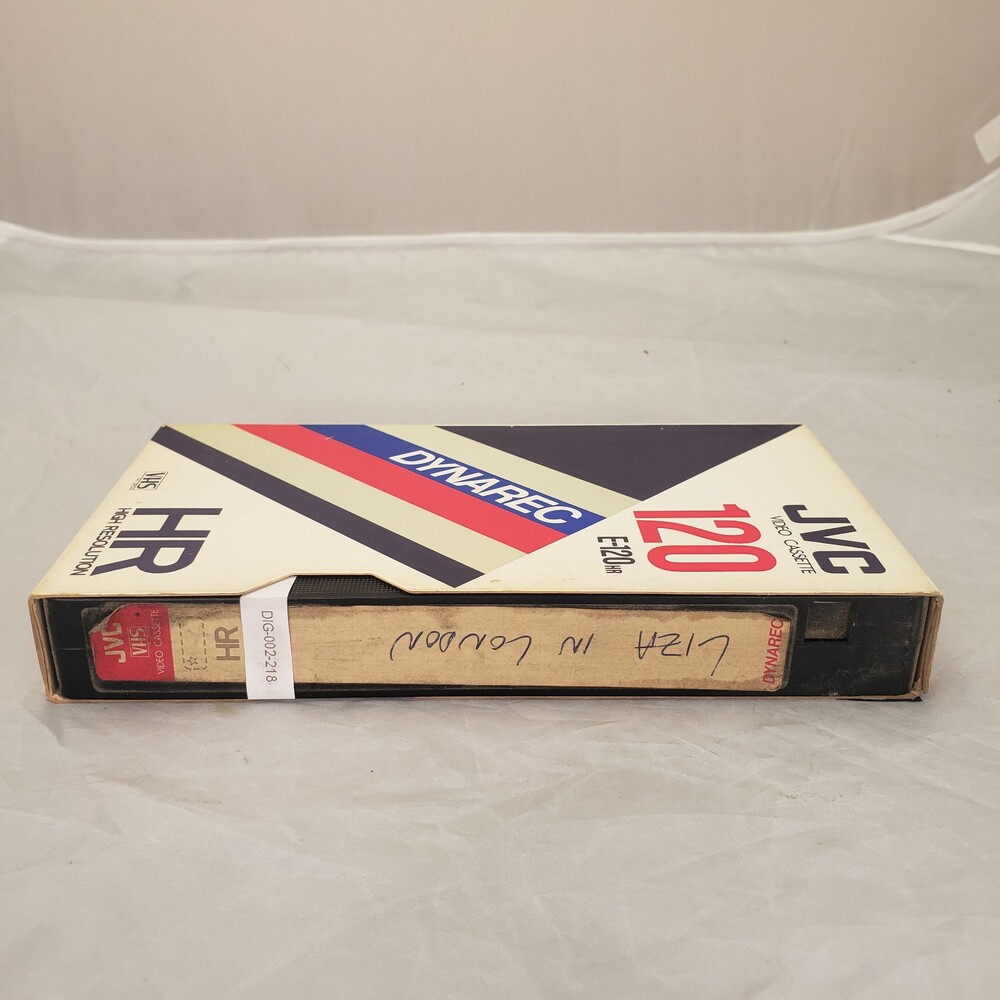 JVC
VIDEO CASSETTE
120
E-120HR
DYNAREC
HR
HIGH RESOLUTION
VHS
JVC
VHS
VIDEO CASSETTE
HR
DIG-002-218
LIZA IN LONDON
DYNAREC